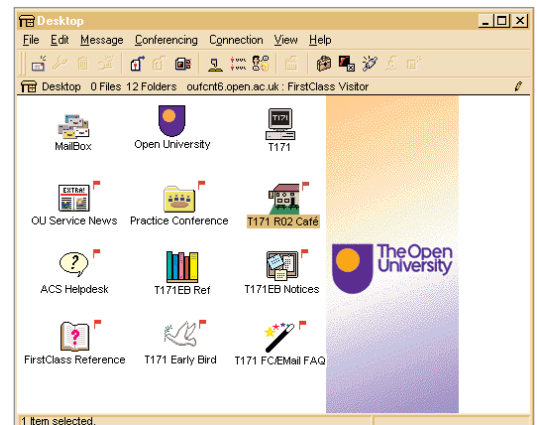 Desktop
File Edit Message Conferencing Connection View Help
Desktop 0 Files 12 Folders oufcnt6.open.ac.uk : FirstClass Visitor
MailBox Open University T171
T171
EXTRA!
OU Service News Practice Conference T171 R02 Café
The Open
University
ACS Helpdesk T171EB Ref T171EB Notices
FirstClass Reference T171 Early Bird T171 FC/EMail FAQ
1 Item selected.